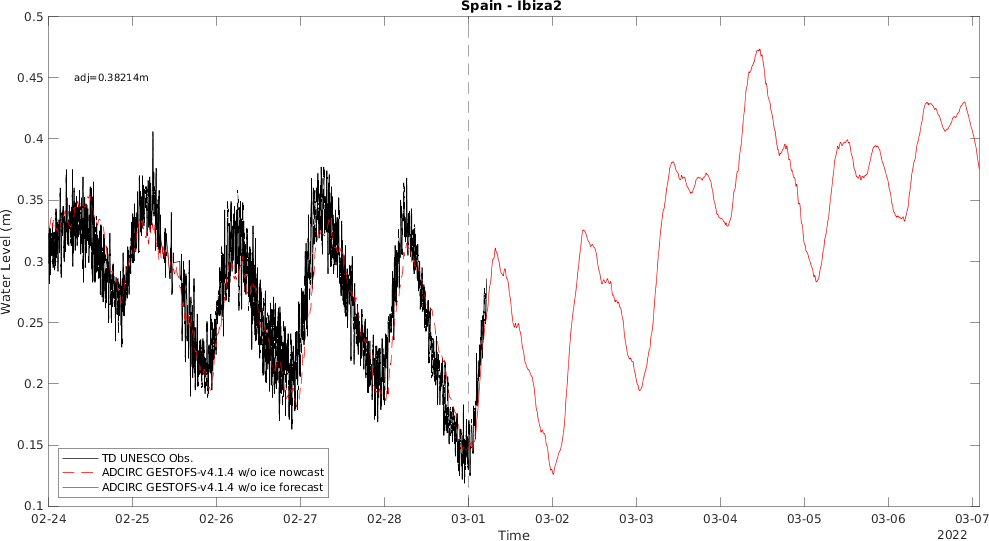 Spain - Ibiza2
0.5
0.45
0.4
0.35
0.3
0.25
0.2
0.15
0.1
Water Level (m)
adj=0.38214m
TD UNESCO Obs.
ADCIRC GESTOFS-v4.1.4 w/o ice nowcast
ADCIRC GESTOFS-v4.1.4 w/o ice forecast
02-24 02-25 02-26 02-27 02-28 03-01 03-02 03-03 03-04 03-05 03-06 03-07
Time
2022